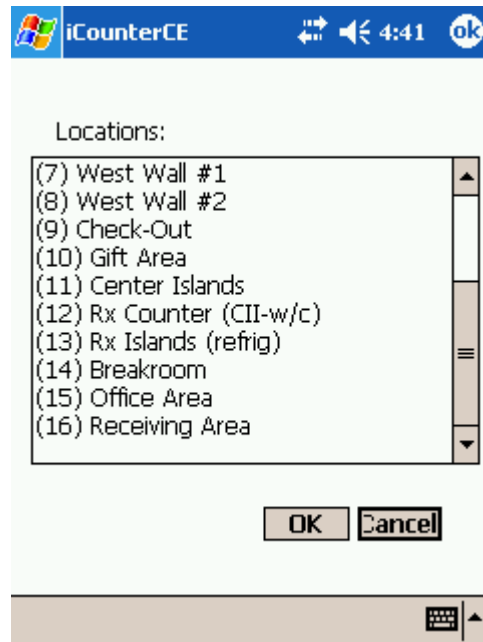 iCounterCE 4:41 ok
Locations:
(7) West Wall #1
(8) West Wall #2
(9) Check-Out
(10) Gift Area
(11) Center Islands
(12) Rx Counter (CII-w/c)
(13) Rx Islands (refrig)
(14) Breakroom
(15) Office Area
(16) Receiving Area
OK Cancel